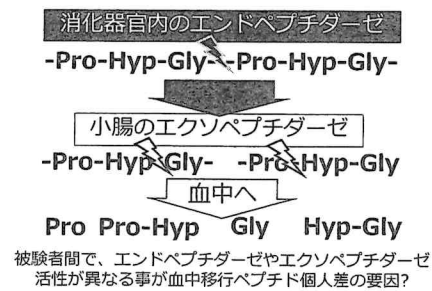 消化器官内のエンドペプチダーゼ
-Pro-Hyp-Gly-Pro-Hyp-Gly-
小腸のエクソペプチダーゼ
-Pro-Hyp-Gly- -Pro-Hyp-Gly
血中へ
Pro Pro-Hyp Gly Hyp-Gly
被験者間で、エンドペプチダーゼやエクソペプチダーゼ
活性が異なる事が血中移行ペプチド個人差の要因?